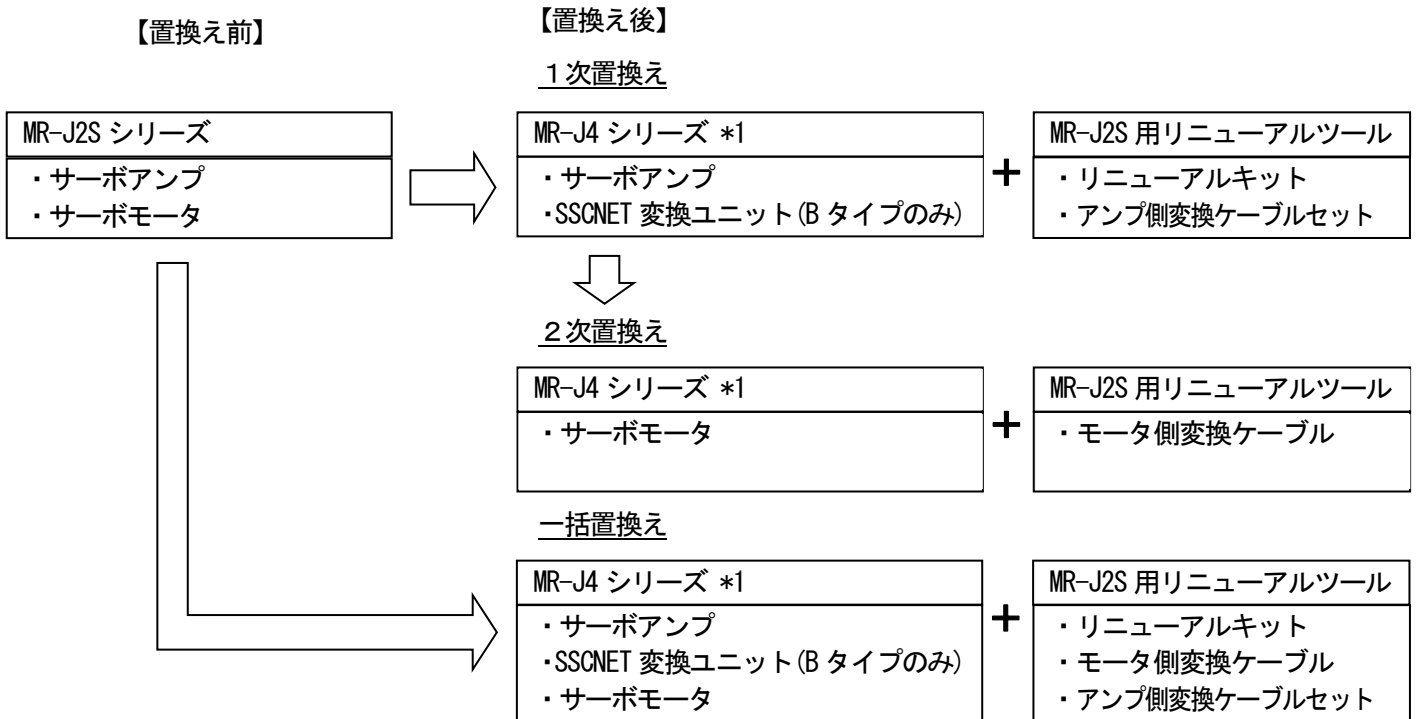 【置換え前】
【置換え後】
１次置換え
MR-J2S シリーズ
・サーボアンプ
・サーボモータ
MR-J4 シリーズ *1
・サーボアンプ
・SSCNET 変換ユニット(B タイプのみ)
+
MR-J2S 用リニューアルツール
・リニューアルキット
・アンプ側変換ケーブルセット
２次置換え
MR-J4 シリーズ *1
・サーボモータ
+
MR-J2S 用リニューアルツール
・モータ側変換ケーブル
一括置換え
MR-J4 シリーズ *1
・サーボアンプ
・SSCNET 変換ユニット(B タイプのみ)
・サーボモータ
+
MR-J2S 用リニューアルツール
・リニューアルキット
・モータ側変換ケーブル
・アンプ側変換ケーブルセット